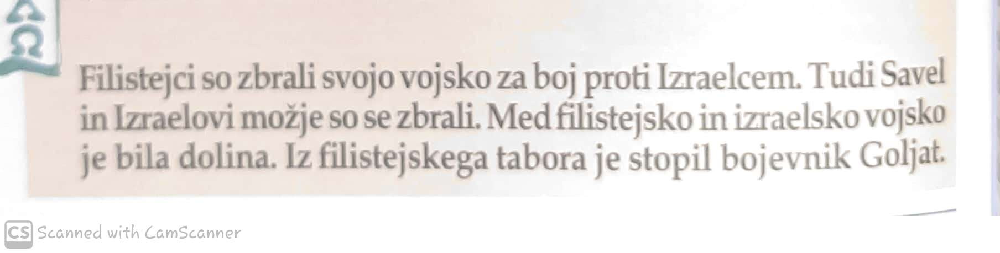 ΑΩ
Filistejci so zbrali svojo vojsko za boj proti Izraelcem. Tudi Savel
in Izraelovi možje so se zbrali. Med filistejsko in izraelsko vojsko
je bila dolina. Iz filistejskega tabora je stopil bojevnik Goljat.
CS Scanned with CamScanner